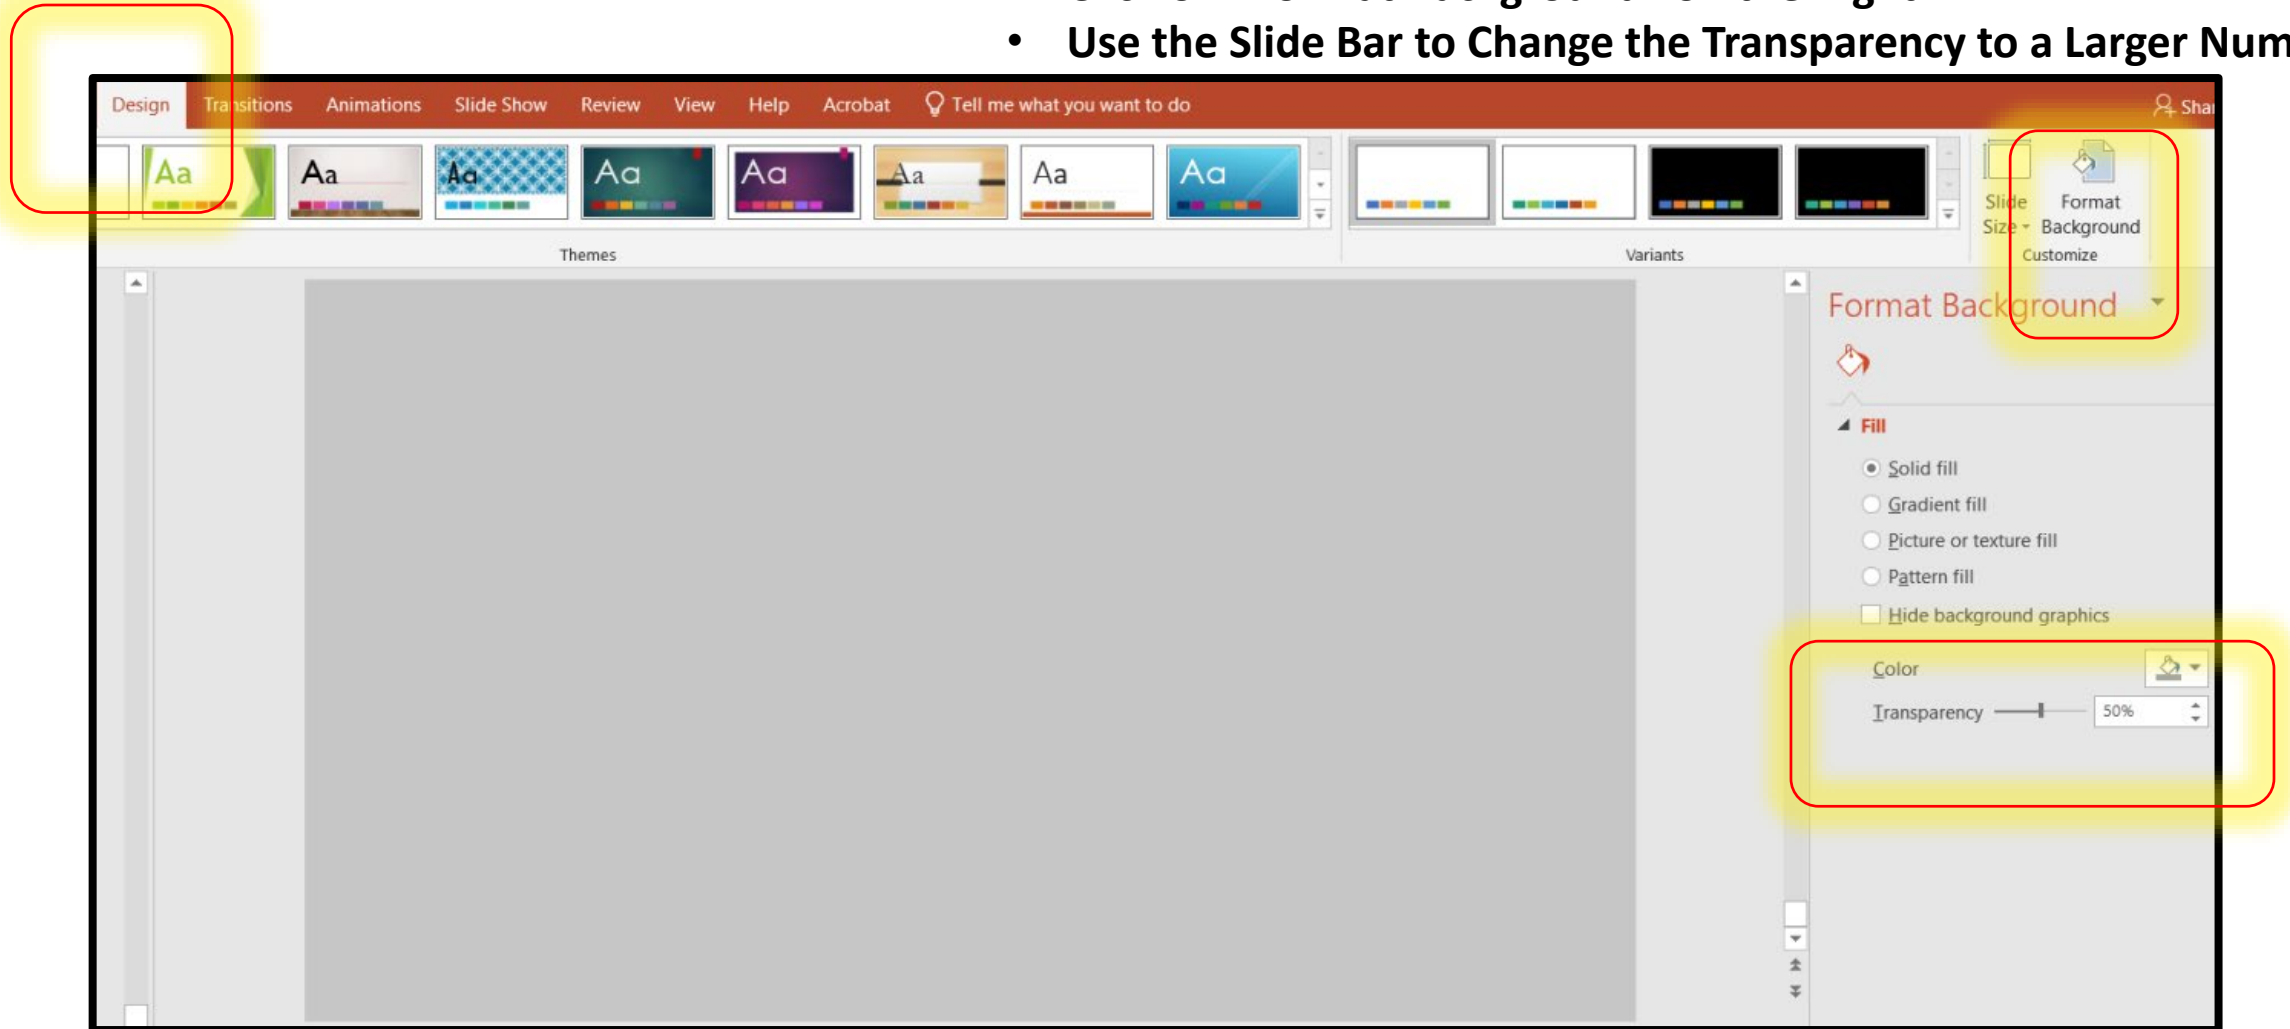 • Use the Slide Bar to Change the Transparency to a Larger Num
Design Transitions Animations Slide Show Review View Help Acrobat Tell me what you want to do Shar
Aa Aa Aa Aa Aa Aa Aa Aa
Slide Size Format Background
Themes Variants Customize
Format Background
Fill
Solid fill
Gradient fill
Picture or texture fill
Pattern fill
Hide background graphics
Color
Transparency 50%